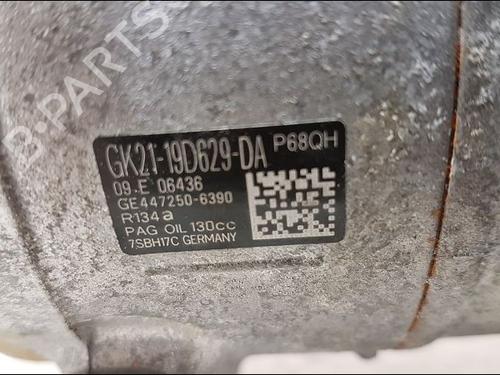 B-PARTS
GK21-19D629-DA P68QH
09.E 06436
GE447250-6390
R134a
PAG OIL 130cc
7SBH17C GERMANY